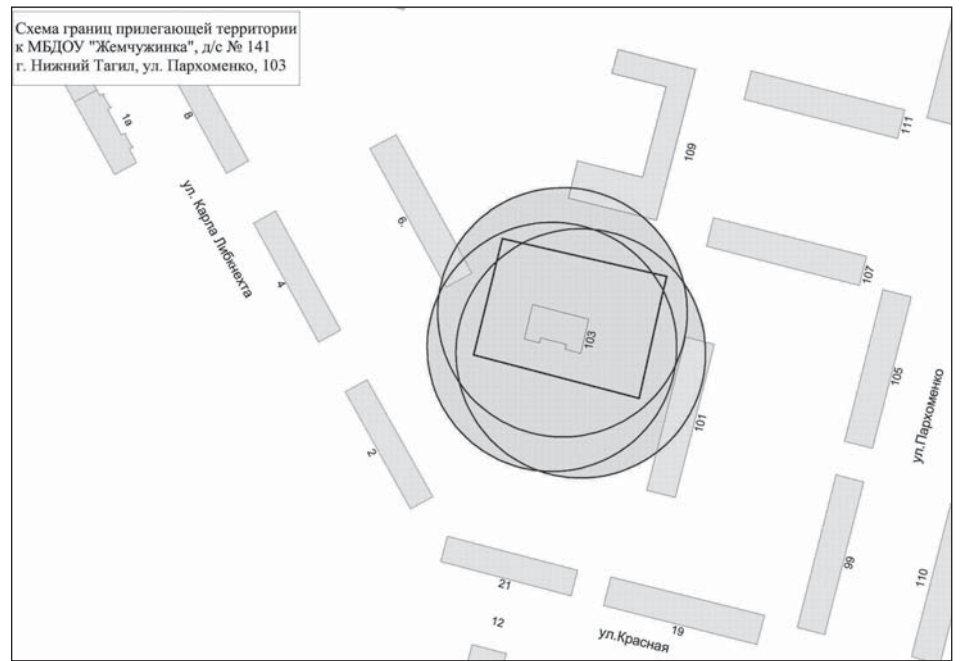 Схема границ прилегающей территории
к МБДОУ "Жемчужинка", д/с № 141
г. Нижний Тагил, ул. Пархоменко, 103
1а
8
109
111
6.
ул. Карла Либкнехта
4
107
103
105
ул.Пархоменко
101
2
99
110
21
12
19
ул.Красная